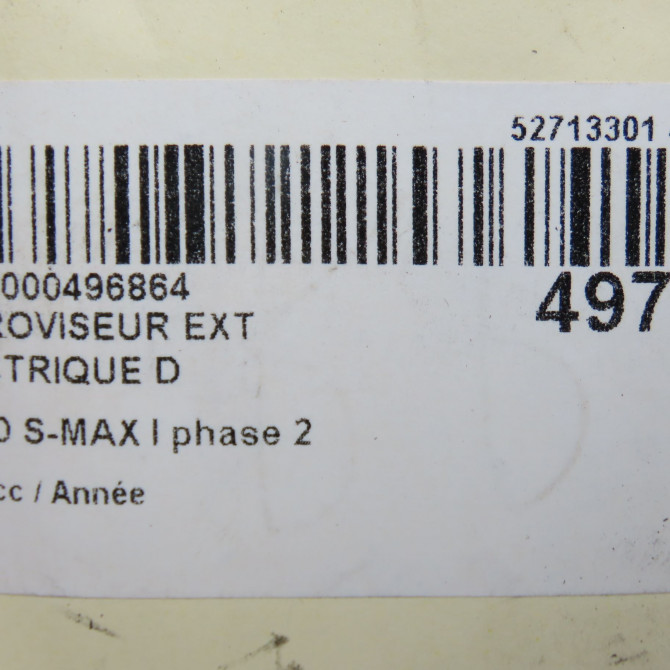 52713301
000496864
497
ROVISEUR EXT
TRIQUE D
S-MAX I phase 2
cc / Année